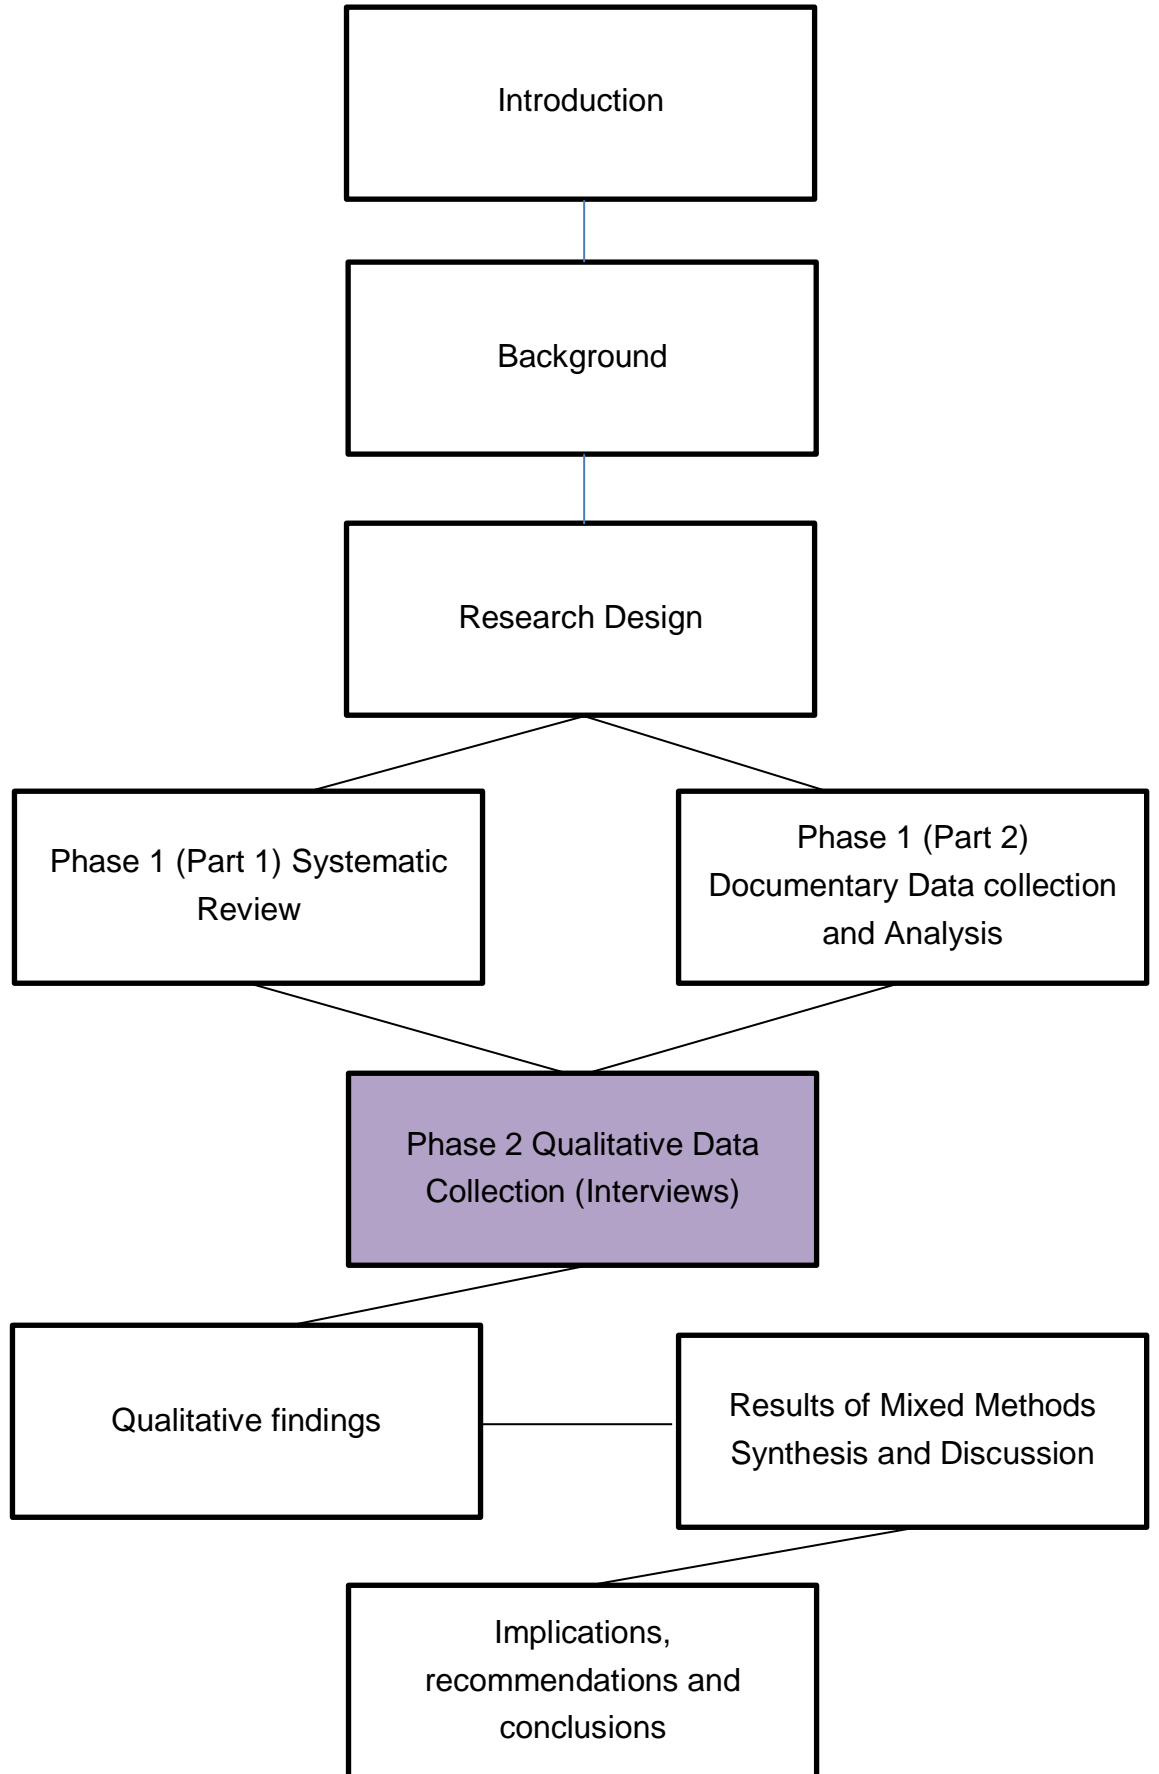 Introduction
Background
Research Design
Phase 1 (Part 1) Systematic
Review
Phase 1 (Part 2)
Documentary Data collection
and Analysis
Phase 2 Qualitative Data
Collection (Interviews)
Qualitative findings
Results of Mixed Methods
Synthesis and Discussion
Implications,
recommendations and
conclusions